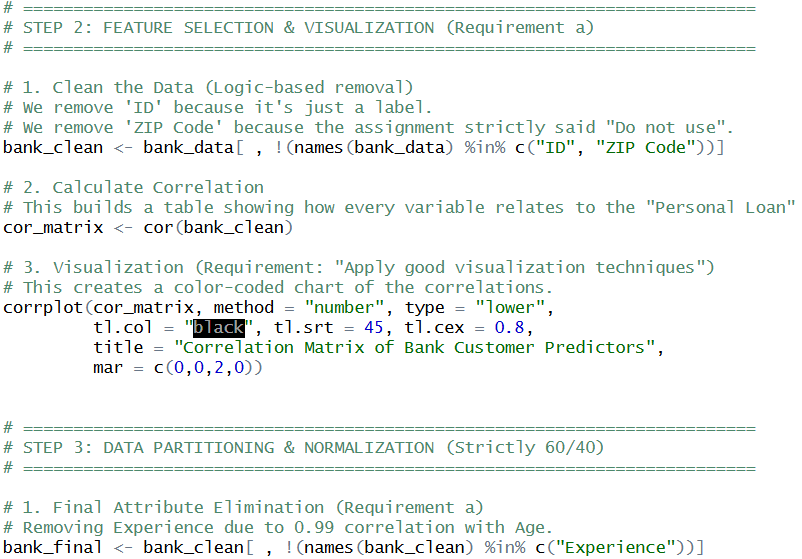 # =========================================================================
# STEP 2: FEATURE SELECTION & VISUALIZATION (Requirement a)
# =========================================================================
# 1. Clean the Data (Logic-based removal)
# We remove 'ID' because it's just a label.
# We remove 'ZIP Code' because the assignment strictly said "Do not use".
bank_clean <- bank_data[ , !(names(bank_data) %in% c("ID", "ZIP Code"))]
# 2. Calculate Correlation
# This builds a table showing how every variable relates to the "Personal Loan"
cor_matrix <- cor(bank_clean)
# 3. Visualization (Requirement: "Apply good visualization techniques")
# This creates a color-coded chart of the correlations.
corrplot(cor_matrix, method = "number", type = "lower",
tl.col = "black", tl.srt = 45, tl.cex = 0.8,
title = "Correlation Matrix of Bank Customer Predictors",
mar = c(0,0,2,0))
# =========================================================================
# STEP 3: DATA PARTITIONING & NORMALIZATION (Strictly 60/40)
# =========================================================================
# 1. Final Attribute Elimination (Requirement a)
# Removing Experience due to 0.99 correlation with Age.
bank_final <- bank_clean[ , !(names(bank_clean) %in% c("Experience"))]